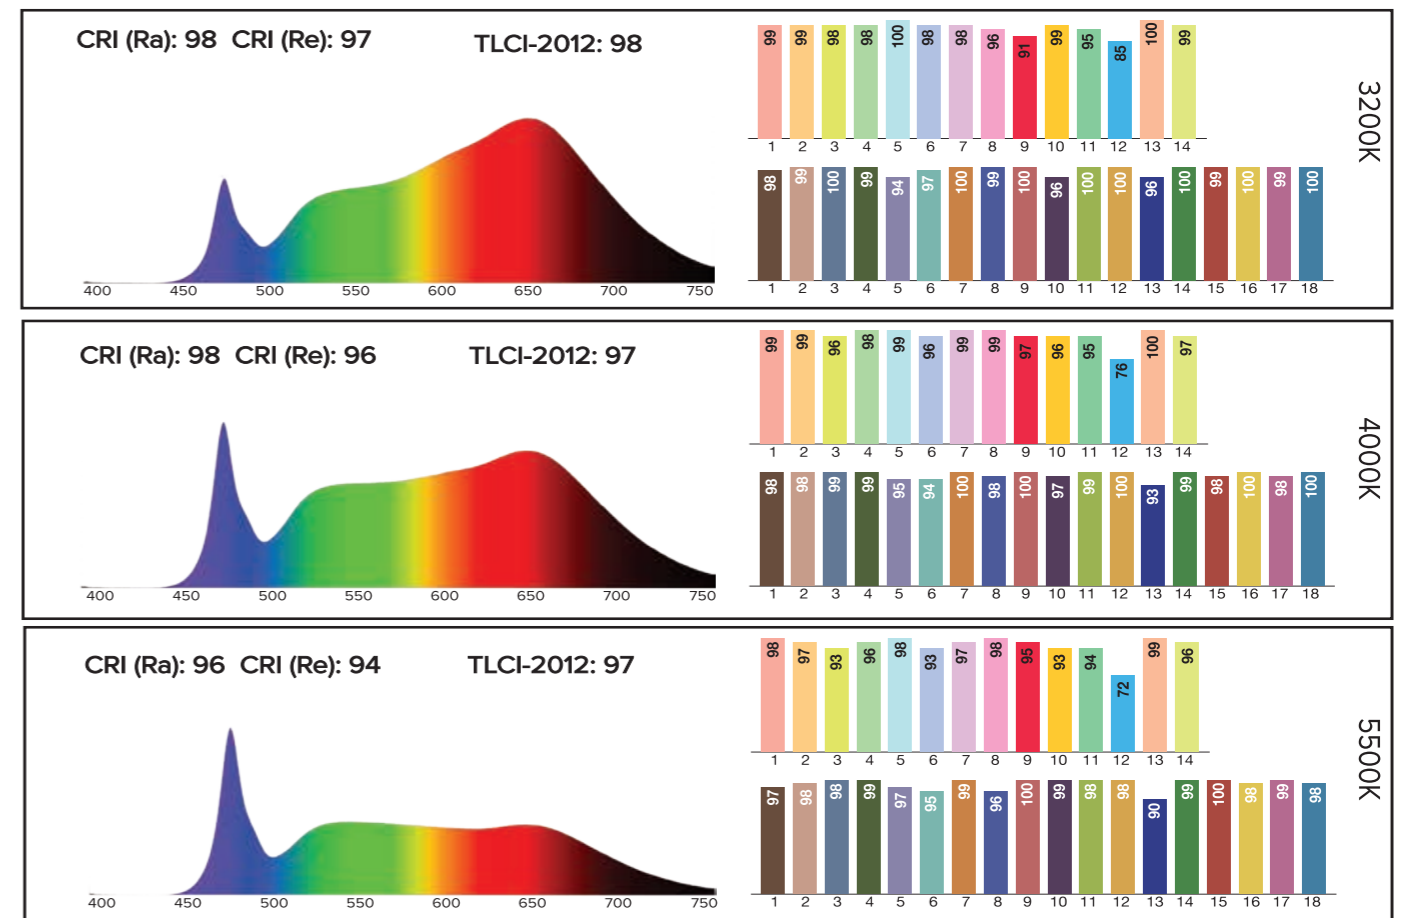 CRI (Ra): 98 CRI (Re): 97 TLCI-2012: 98
99 99 98 98 100 98 98 96 91 99 95 85 100 99
1 2 3 4 5 6 7 8 9 10 11 12 13 14
98 99 100 99 94 97 100 99 100 96 100 100 96 100 99 100 99 100
1 2 3 4 5 6 7 8 9 10 11 12 13 14 15 16 17 18
400 450 500 550 600 650 700 750
3200K
CRI (Ra): 98 CRI (Re): 96 TLCI-2012: 97
99 99 96 98 99 96 99 99 97 96 95 76 100 97
1 2 3 4 5 6 7 8 9 10 11 12 13 14
98 98 99 99 95 94 100 98 100 97 99 100 93 99 98 100 98 100
1 2 3 4 5 6 7 8 9 10 11 12 13 14 15 16 17 18
400 450 500 550 600 650 700 750
4000K
CRI (Ra): 96 CRI (Re): 94 TLCI-2012: 97
98 97 93 96 98 93 97 98 95 93 94 72 99 96
1 2 3 4 5 6 7 8 9 10 11 12 13 14
97 98 98 99 97 95 99 96 100 99 98 98 90 99 100 98 99 98
1 2 3 4 5 6 7 8 9 10 11 12 13 14 15 16 17 18
400 450 500 550 600 650 700 750
5500K